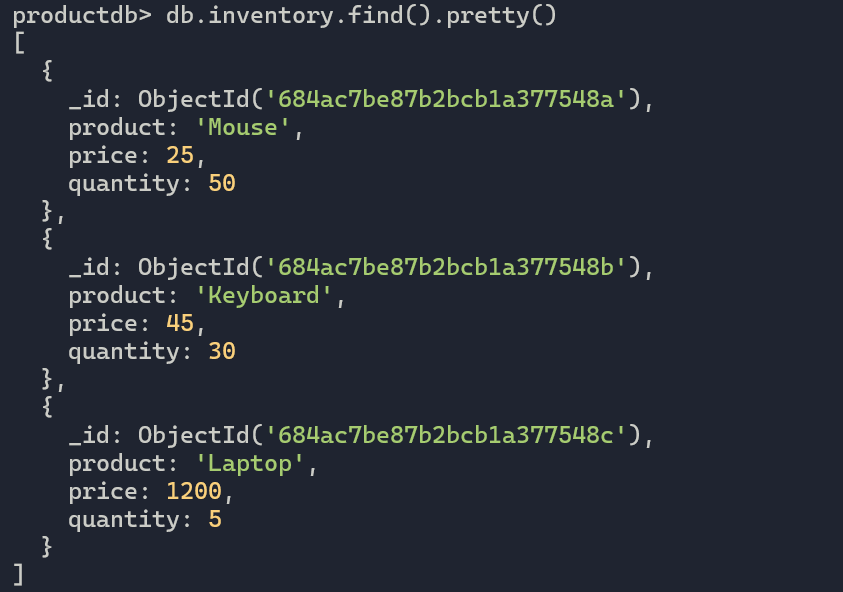 productdb> db.inventory.find().pretty()
[
  {
    _id: ObjectId('684ac7be87b2bcb1a377548a'),
    product: 'Mouse',
    price: 25,
    quantity: 50
  },
  {
    _id: ObjectId('684ac7be87b2bcb1a377548b'),
    product: 'Keyboard',
    price: 45,
    quantity: 30
  },
  {
    _id: ObjectId('684ac7be87b2bcb1a377548c'),
    product: 'Laptop',
    price: 1200,
    quantity: 5
  }
]